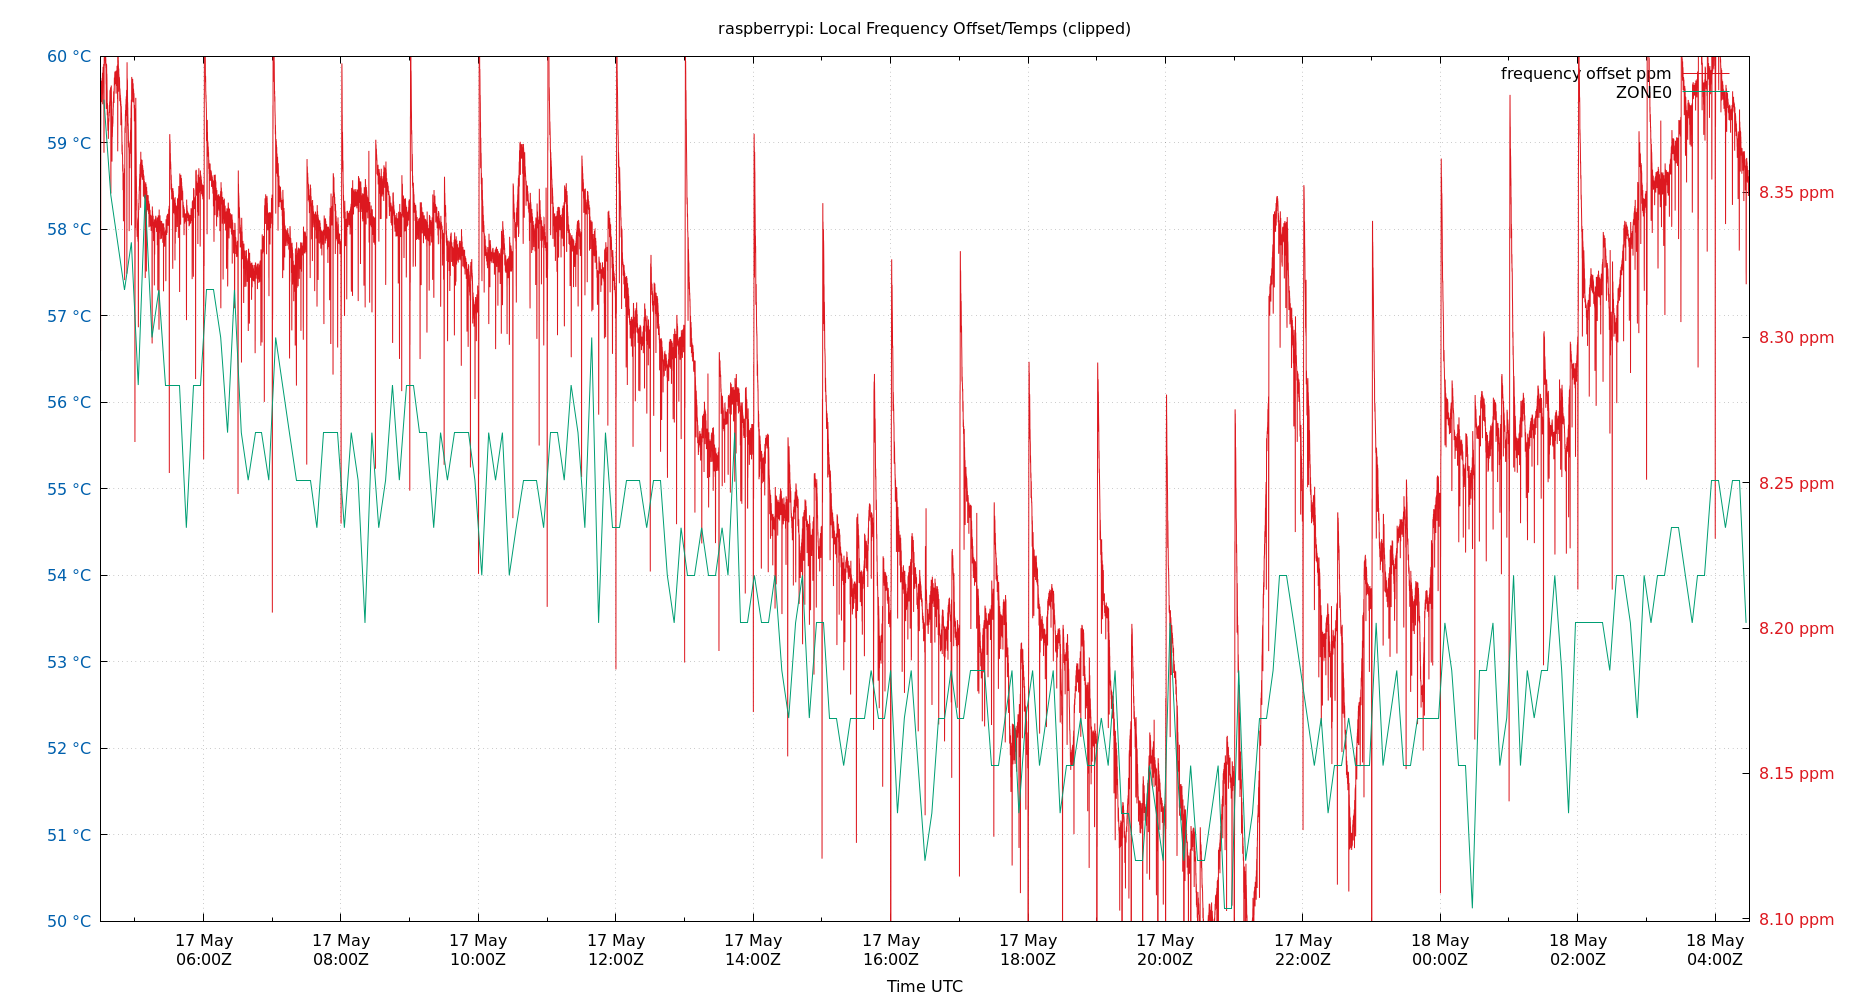 raspberrypi: Local Frequency Offset/Temps (clipped)
60 °C
59 °C
58 °C
57 °C
56 °C
55 °C
54 °C
53 °C
52 °C
51 °C
50 °C
frequency offset ppm
ZONE0
8.35 ppm
8.30 ppm
8.25 ppm
8.20 ppm
8.15 ppm
8.10 ppm
17 May 17 May 17 May 17 May 17 May 17 May 17 May 17 May 17 May 18 May 18 May 18 May
06:00Z 08:00Z 10:00Z 12:00Z 14:00Z 16:00Z 18:00Z 20:00Z 22:00Z 00:00Z 02:00Z 04:00Z
Time UTC